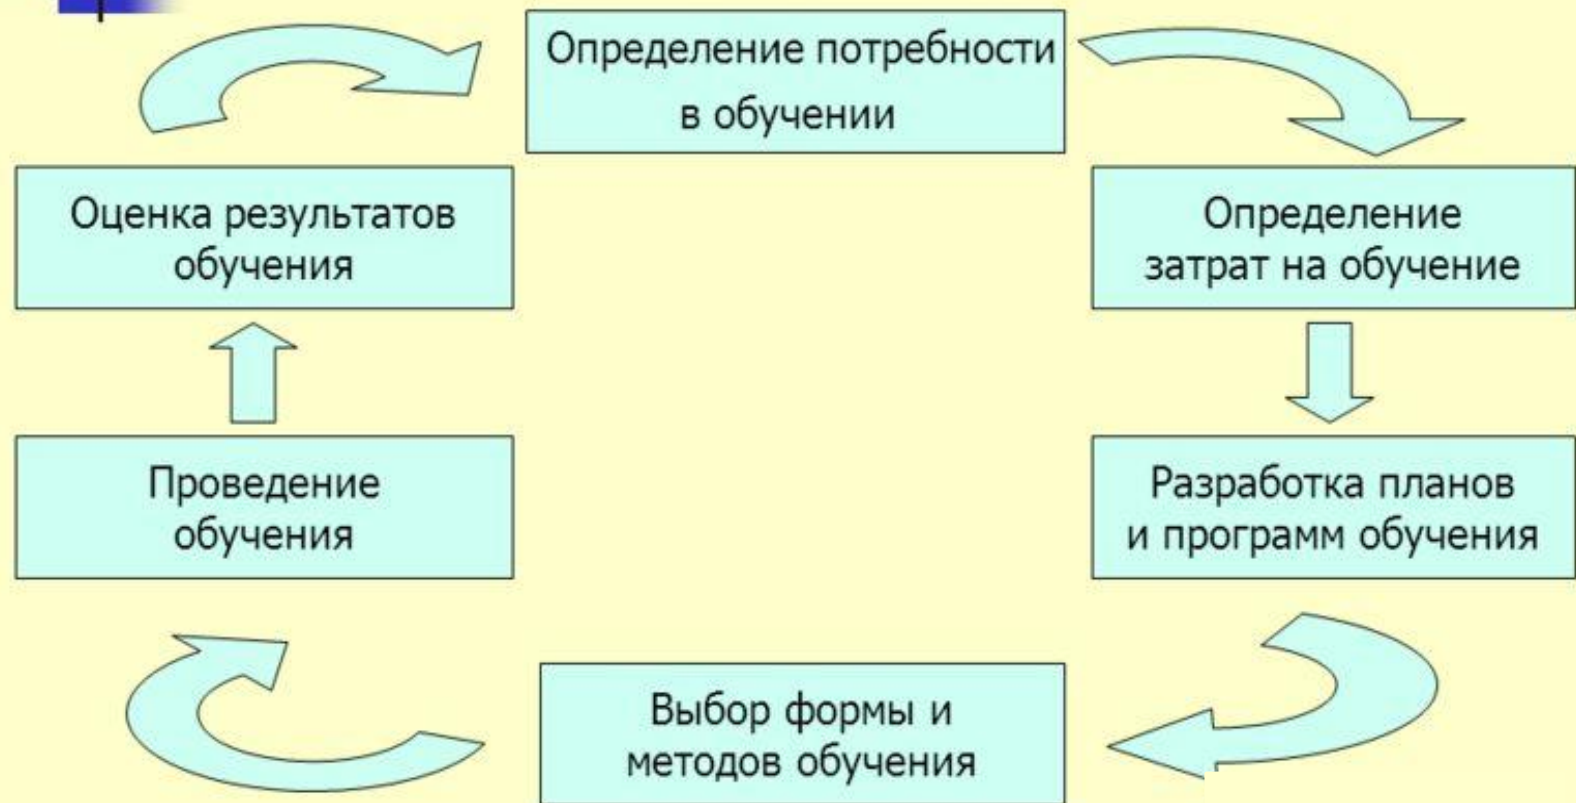 Определение потребности
в обучении
Определение
затрат на обучение
Разработка планов
и программ обучения
Выбор формы и
методов обучения
Проведение
обучения
Оценка результатов
обучения